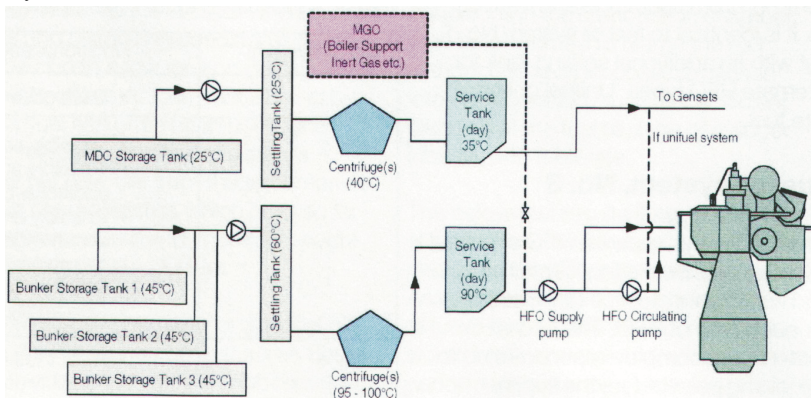 MGO
(Boiler Support
Inert Gas etc.)
Settling Tank (25°C)
Service
Tank
(day)
35°C
To Gensets
If unifuel system
MDO Storage Tank (25°C)
Centrifuge(s)
(40°C)
Settling Tank (60°C)
Service
Tank
(day)
90°C
Bunker Storage Tank 1 (45°C)
Bunker Storage Tank 2 (45°C)
Bunker Storage Tank 3 (45°C)
HFO Supply
pump
HFO Circulating
pump
Centrifuge(s)
(95 - 100°C)